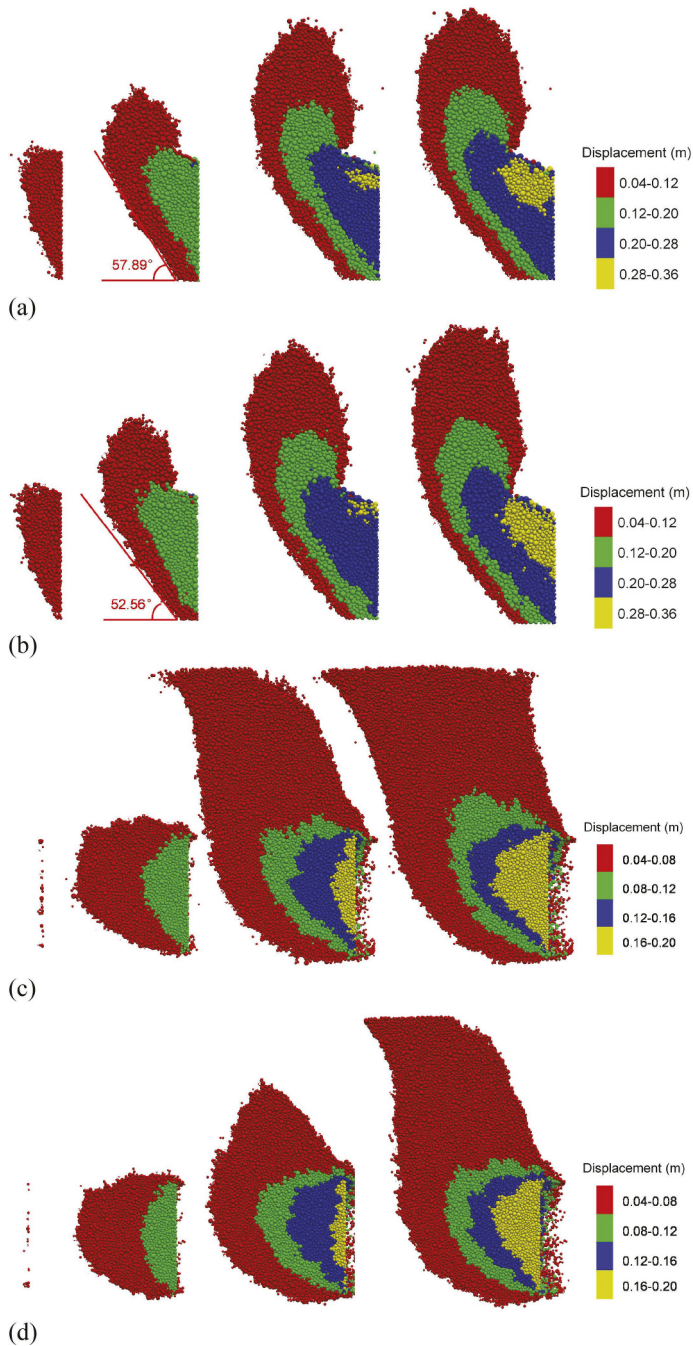 Displacement (m)
0.04-0.12
0.12-0.20
0.20-0.28
0.28-0.36
57.89°
(a)
Displacement (m)
0.04-0.12
0.12-0.20
0.20-0.28
0.28-0.36
52.56°
(b)
Displacement (m)
0.04-0.08
0.08-0.12
0.12-0.16
0.16-0.20
(c)
Displacement (m)
0.04-0.08
0.08-0.12
0.12-0.16
0.16-0.20
(d)